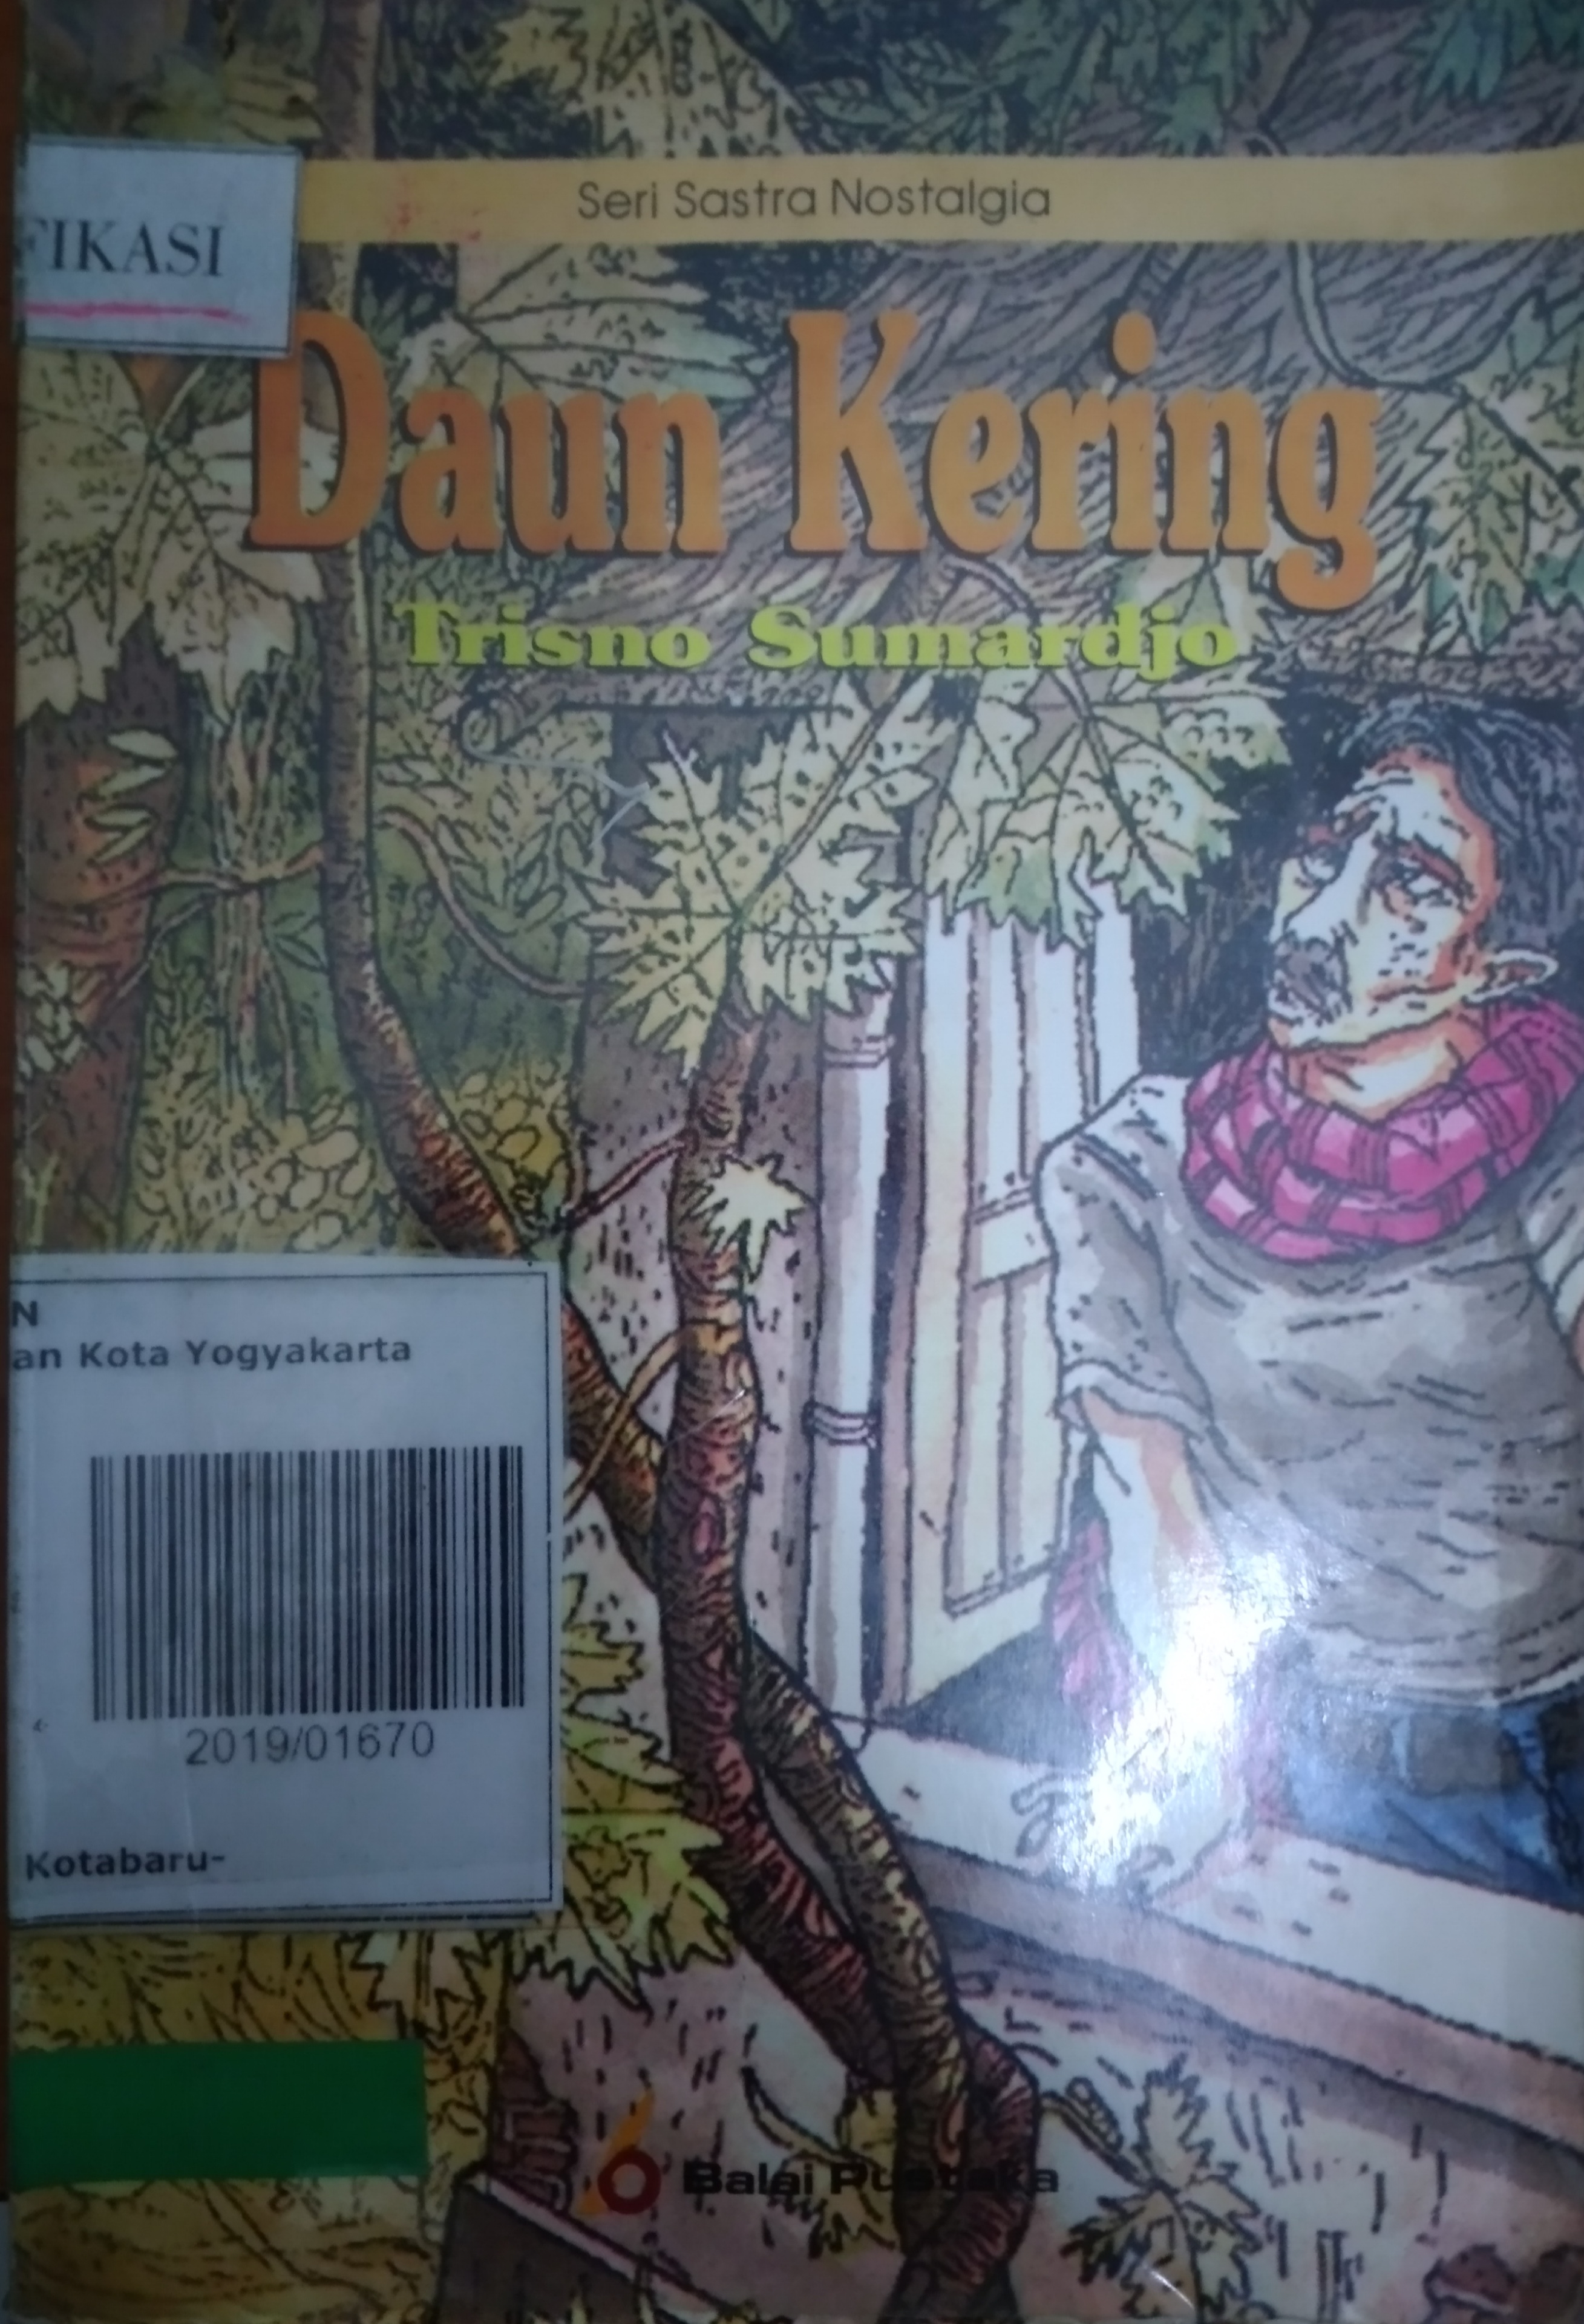 Seri Sastra Nostalgia
FIKASI
Daun Kering
Trisno Sumardjo
N
an Kota Yogyakarta
2019/01670
Kotabaru-
Balai Pustaka